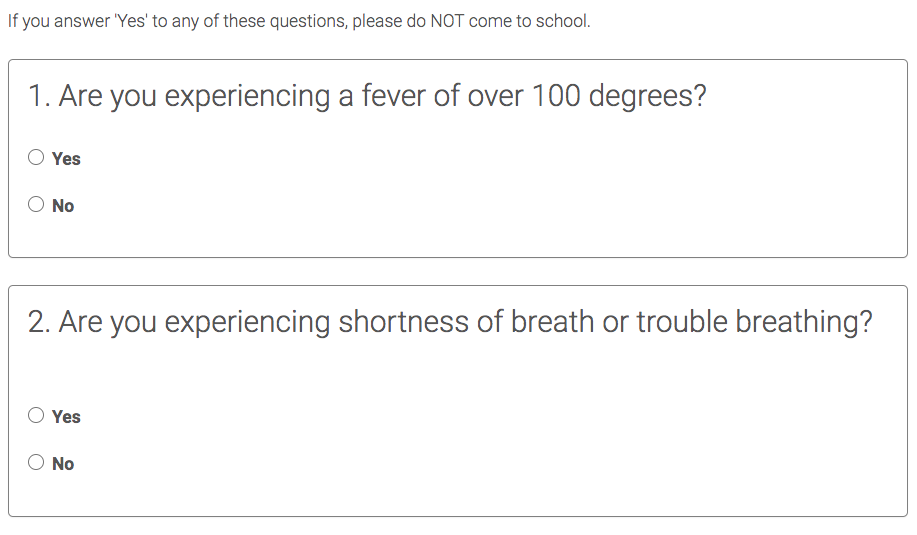 If you answer 'Yes' to any of these questions, please do NOT come to school.
1. Are you experiencing a fever of over 100 degrees?
Yes
No
2. Are you experiencing shortness of breath or trouble breathing?
Yes
No